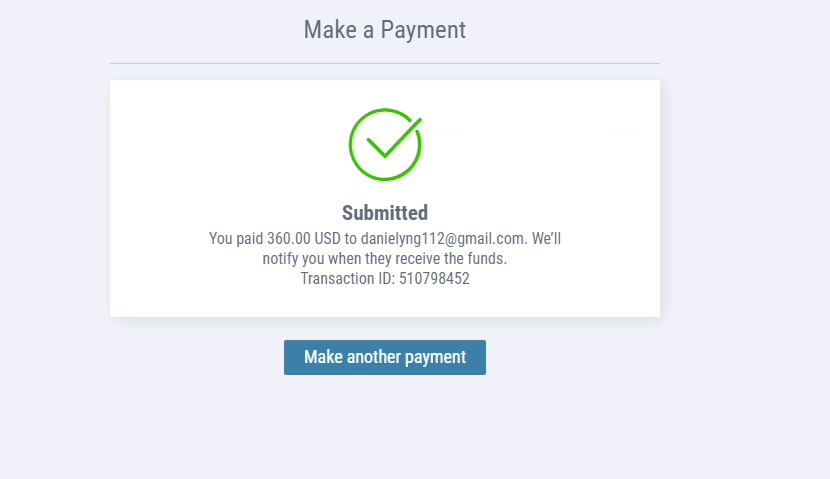 Make a Payment
Submitted
You paid 360.00 USD to danielyng112@gmail.com. We’ll
notify you when they receive the funds.
Transaction ID: 510798452
Make another payment